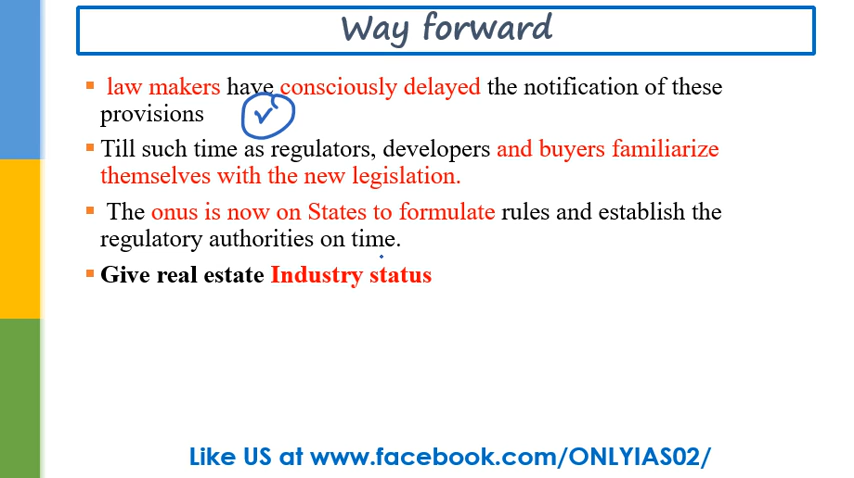 Way forward
law makers have consciously delayed the notification of these
provisions
Till such time as regulators, developers and buyers familiarize
themselves with the new legislation.
The onus is now on States to formulate rules and establish the
regulatory authorities on time.
Give real estate Industry status
Like US at www.facebook.com/ONLYIAS02/